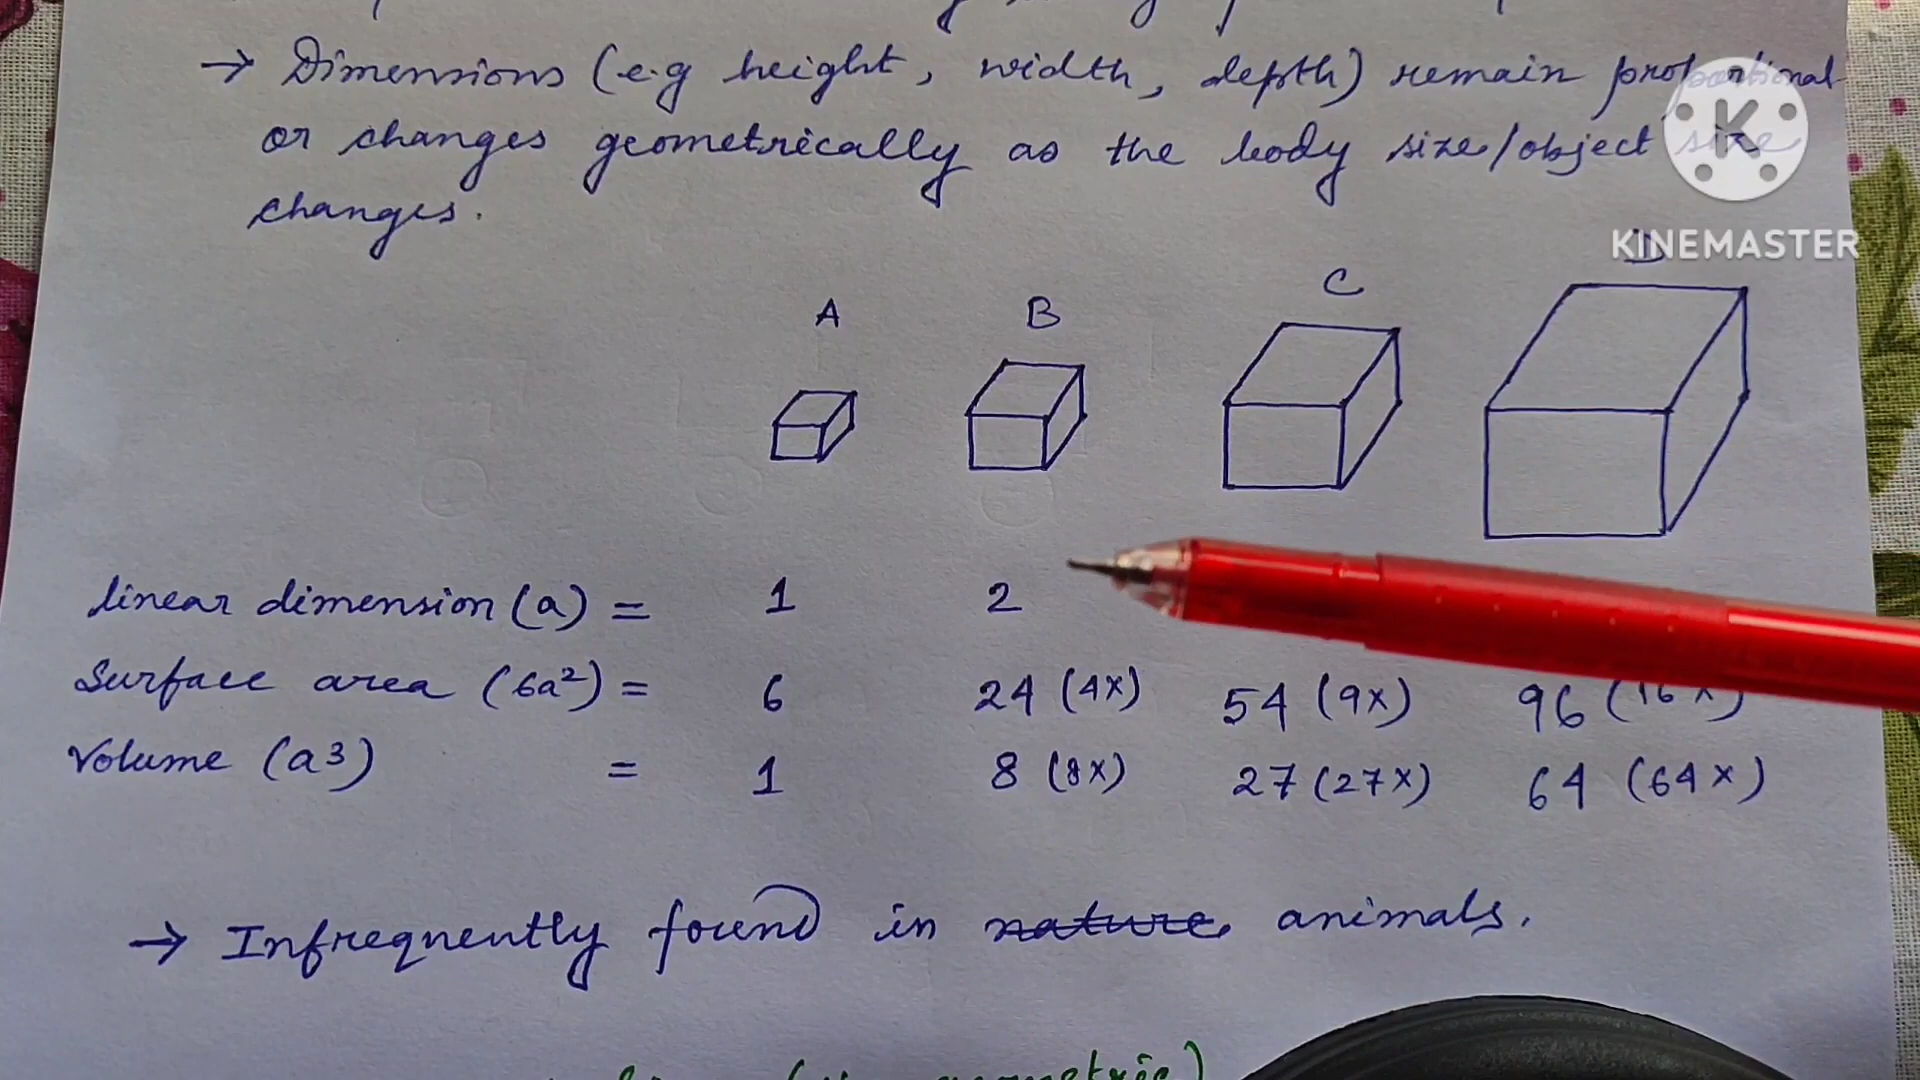 → Dimensions (e.g height, width, depth) remain proportional
or changes geometrically as the body size/object size
changes.
KINEMASTER
A B C D
linear dimension (a) = 1 2
Surface area (6a²) = 6 24 (4x) 54 (9x) 96 (16x)
Volume (a3) = 1 8 (8x) 27 (27x) 64 (64x)
→ Infrequently found in nature animals.
geometric)